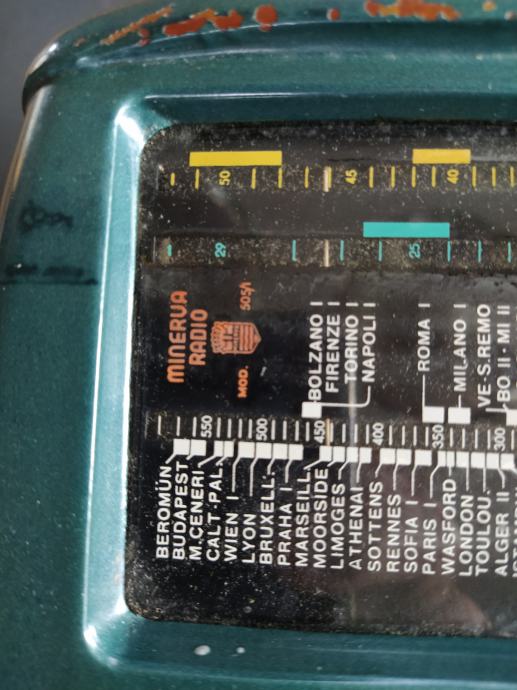 50
45
40
29
25
MINERVA
RADIO
MOD. 505/1
BOLZANO I
FIRENZE I
TORINO I
NAPOLI I
ROMA I
MILANO I
VE-S.REMO
BO.II-MI II
550
500
450
400
350
300
BEROMÜN.
BUDAPEST
M.CENERI
CALT-PAL.
WIEN I
LYON
BRUXELL.
PRAHA I
MARSEILL.
MOORSIDE
LIMOGES
ATHENAI
SOTTENS
RENNES
SOFIA I
PARIS I
WASFORD
LONDON
TOULOU.
ALGER II